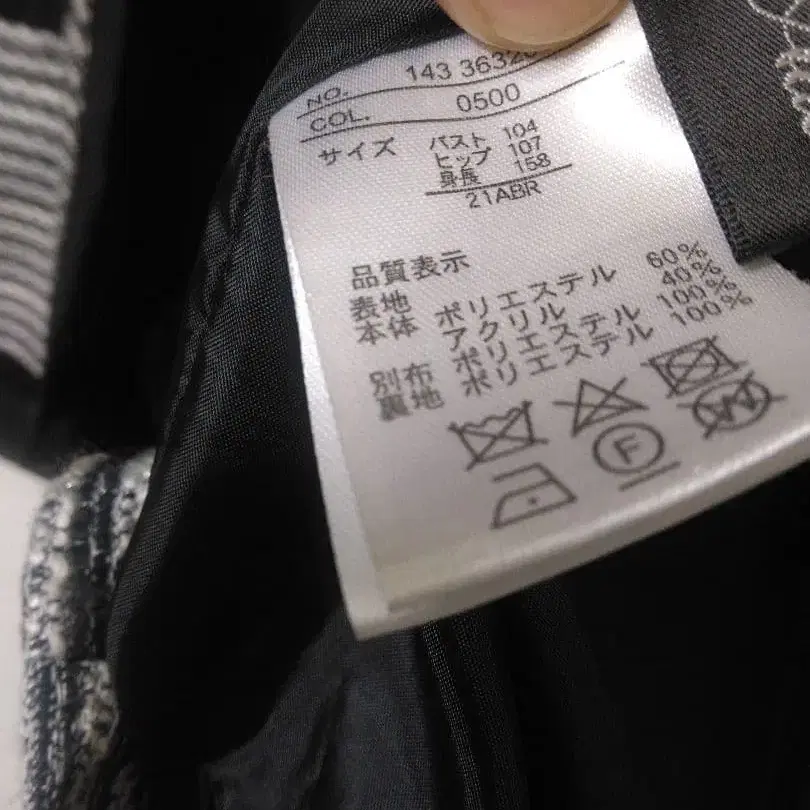 NO. 143 3632
COL. 0500
サイズ バスト 104
ヒップ 107
身長 158
21ABR
品質表示
表地
本体 ポリエステル 60%
アクリル 40%
別布 ポリエステル 100%
裏地 ポリエステル 100%
F
W